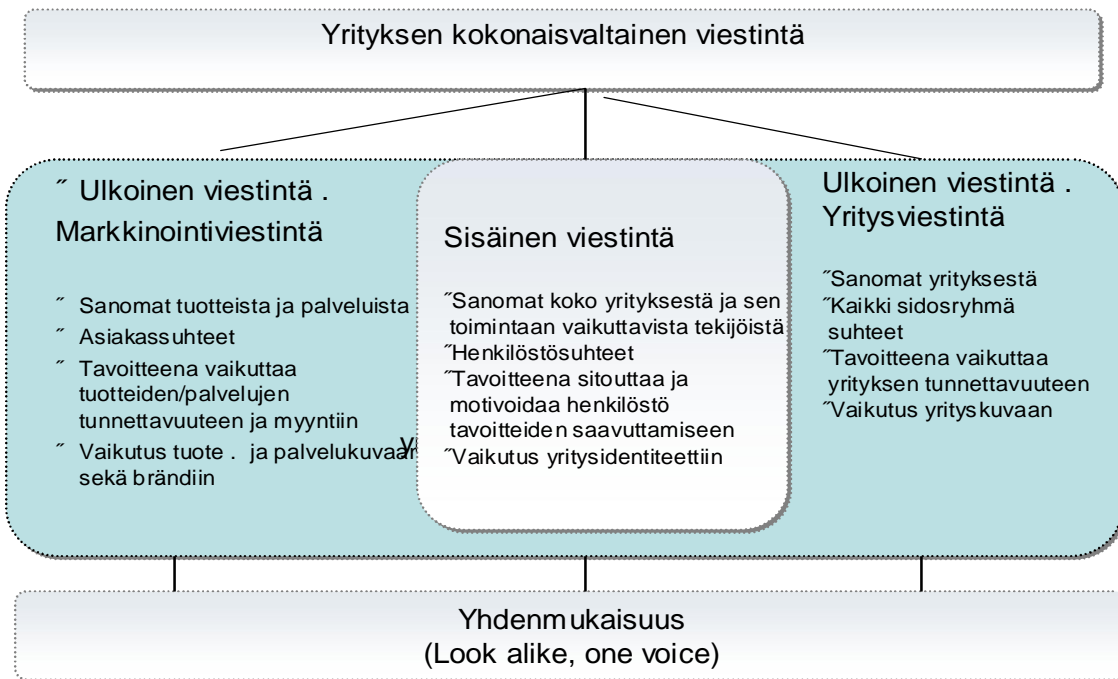 Yrityksen kokonaisvaltainen viestintä
˝ Ulkoinen viestintä .
Markkinointiviestintä
˝ Sanomat tuotteista ja palveluista
˝ Asiakassuhteet
˝ Tavoitteena vaikuttaa
tuotteiden/palvelujen
tunnettavuuteen ja myyntiin
˝ Vaikutus tuote . ja palvelukuvaan
sekä brändiin
Sisäinen viestintä
˝Sanomat koko yrityksestä ja sen
toimintaan vaikuttavista tekijöistä
˝Henkilöstösuhteet
˝Tavoitteena sitouttaa ja
motivoidaa henkilöstö
tavoitteiden saavuttamiseen
˝Vaikutus yritysidentiteettiin
Ulkoinen viestintä .
Yritysviestintä
˝Sanomat yrityksestä
˝Kaikki sidosryhmä
suhteet
˝Tavoitteena vaikuttaa
yrityksen tunnettavuuteen
˝Vaikutus yrityskuvaan
Yhdenmukaisuus
(Look alike, one voice)